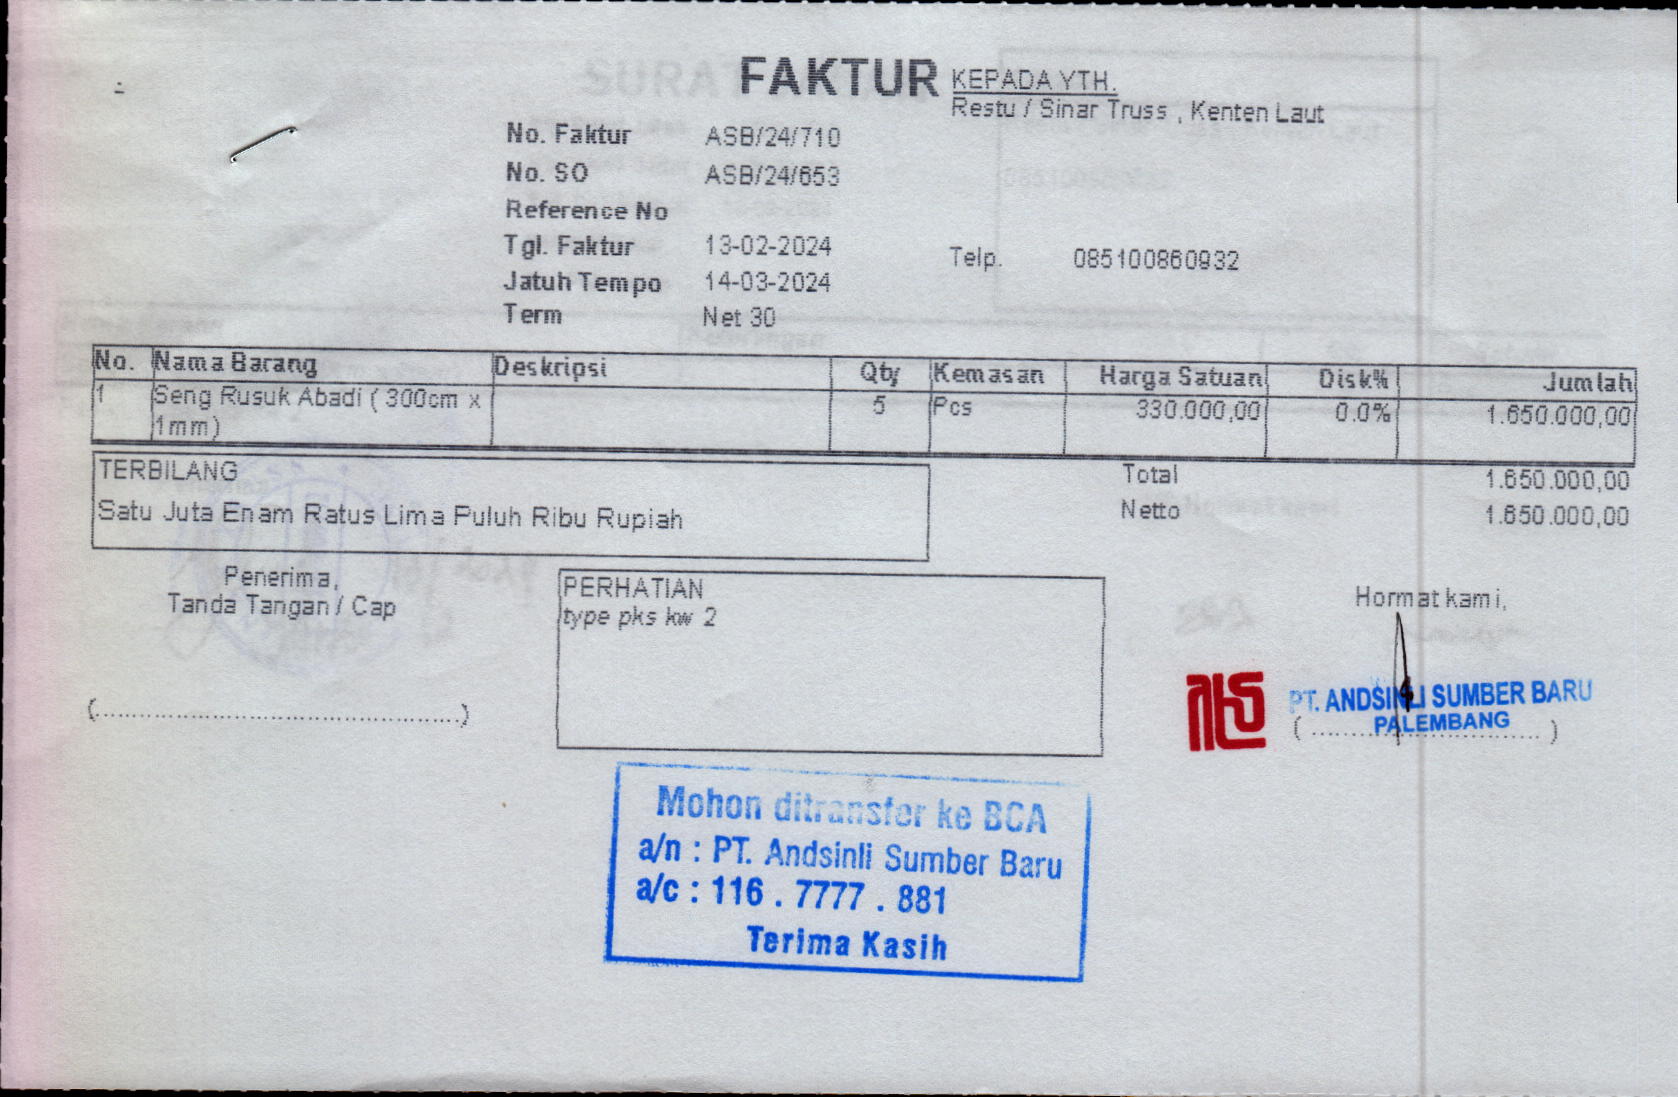 FAKTUR
KEPADA YTH.
Restu / Sinar Truss , Kenten Laut
No. Faktur ASB/24/710
No. SO ASB/24/653
Reference No
Tgl. Faktur 13-02-2024
Telp. 085100860932
Jatuh Tempo 14-03-2024
Term Net 30
No. Nama Barang Deskripsi Qty Kemasan Harga Satuan Disk% Jumlah
1 Seng Rusuk Abadi ( 300cm x 5 Pcs 330.000,00 0.0% 1.650.000,00
1mm)
TERBILANG
Satu Juta Enam Ratus Lima Puluh Ribu Rupiah
Total 1.650.000,00
Netto 1.650.000,00
Penerima,
Tanda Tangan / Cap
(..............................................)
PERHATIAN
type pks kw 2
Hormat kami,
PT. ANDSINLI SUMBER BARU
PALEMBANG
(..............................)
Mohon ditransfer ke BCA
a/n : PT. Andsinli Sumber Baru
a/c : 116 . 7777 . 881
Terima Kasih